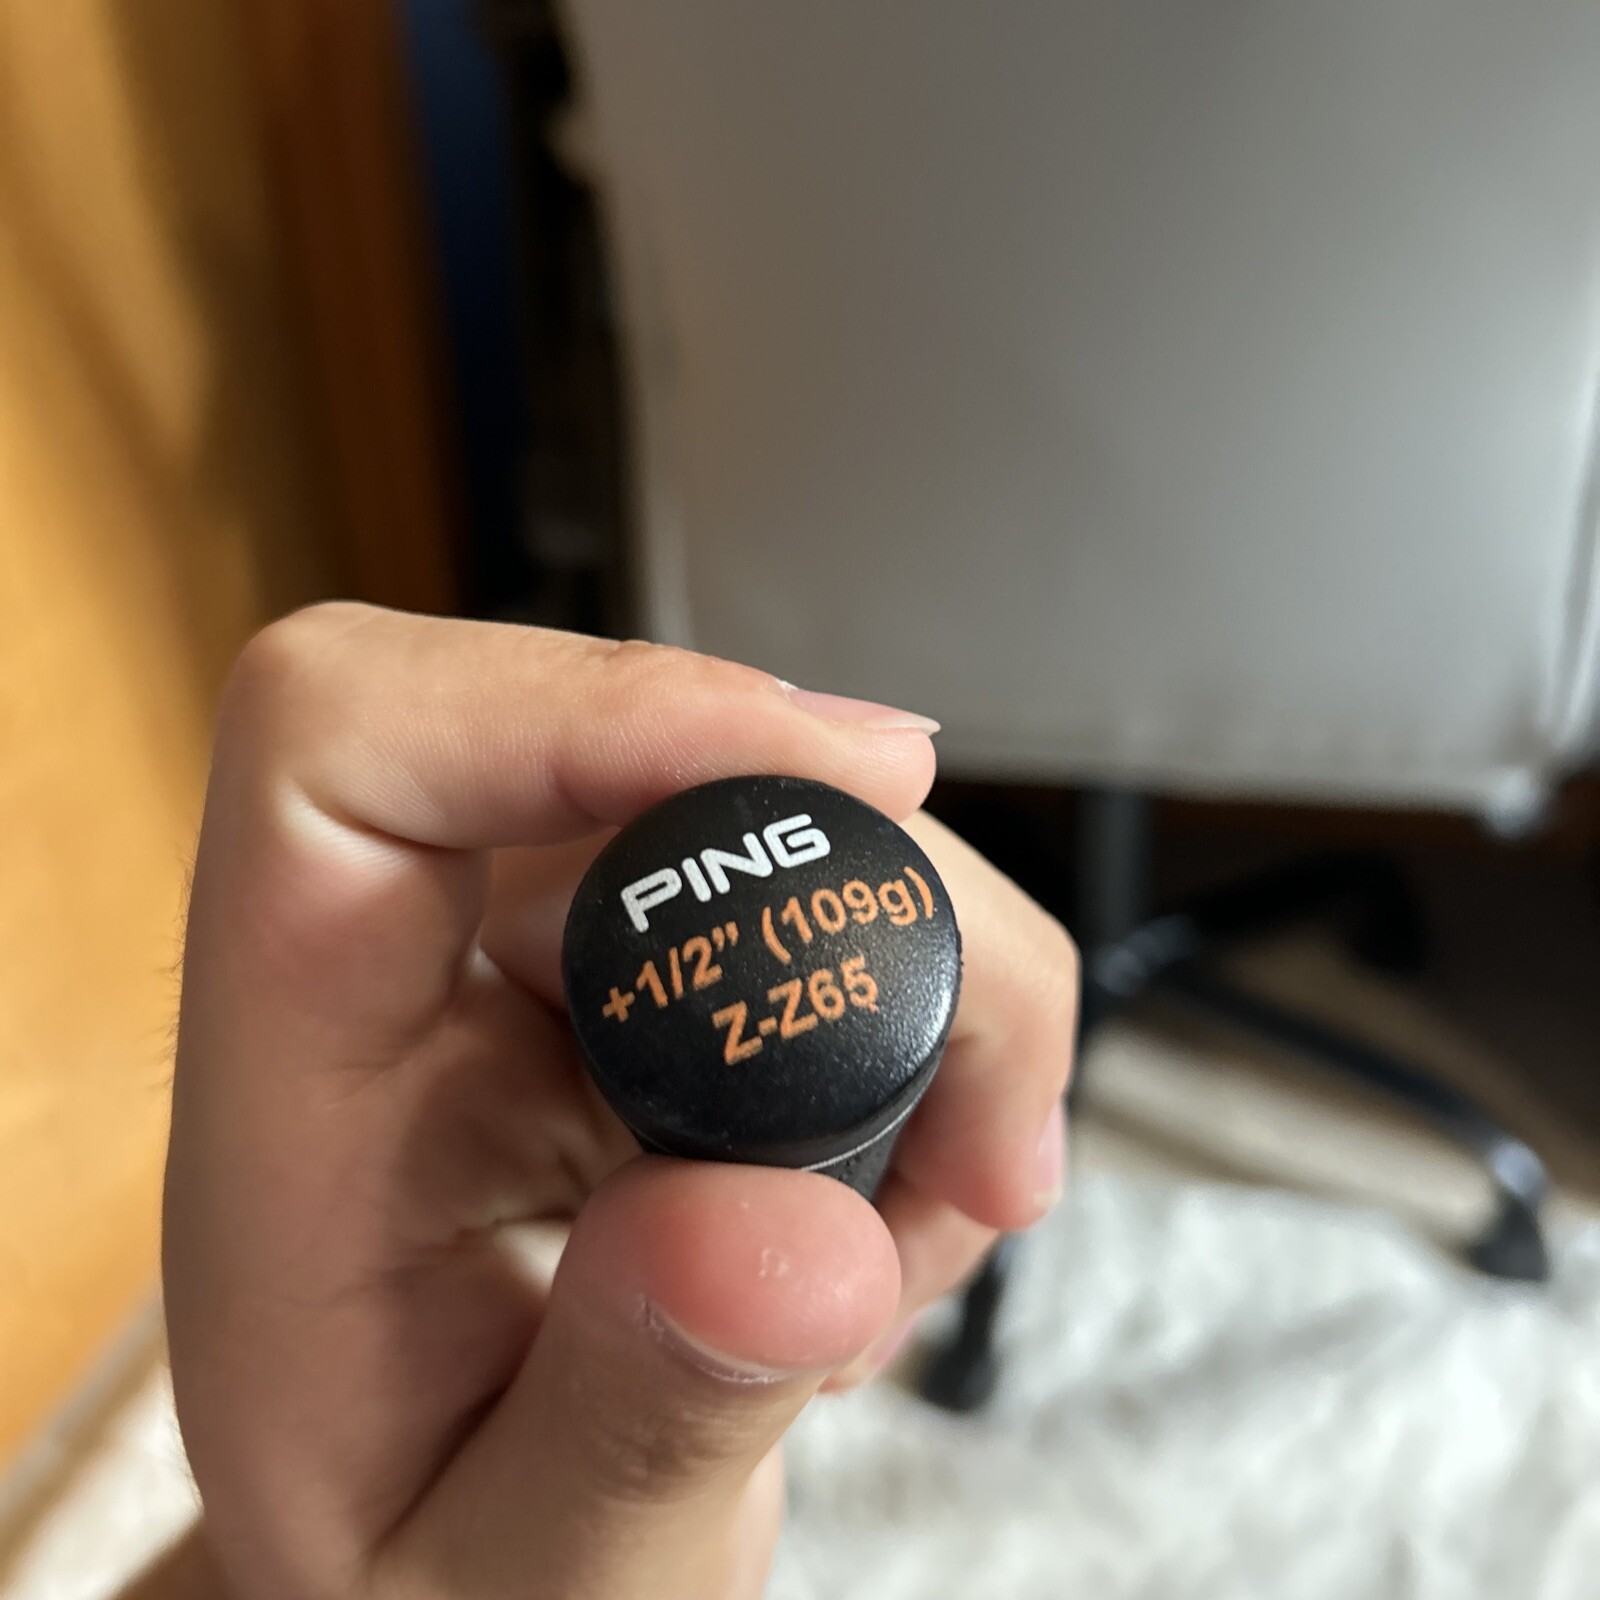 PING
+1/2” (109g)
Z-Z65